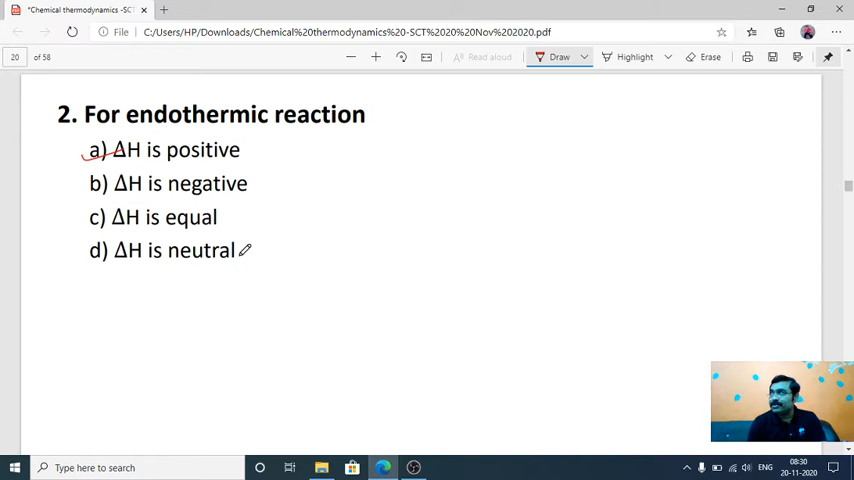 *Chemical thermodynamics -SCT
File
C:/Users/HP/Downloads/Chemical%20thermodynamics%20-SCT%2020%20Nov%202020.pdf
20 of 58
Read aloud
Draw
Highlight
Erase
2. For endothermic reaction
a) ΔH is positive
b) ΔH is negative
c) ΔH is equal
d) ΔH is neutral
Type here to search
ENG
08:30
20-11-2020